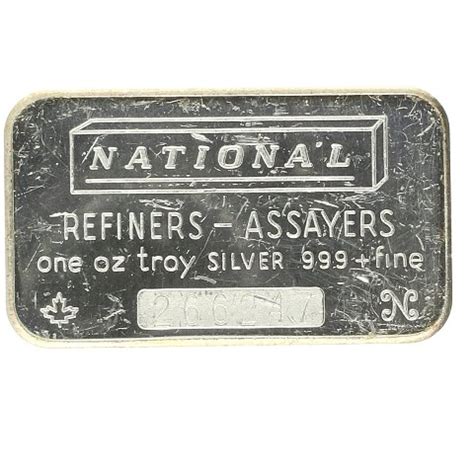 NATIONAL
REFINERS – ASSAYERS
one oz troy SILVER 999+fine
266247 N